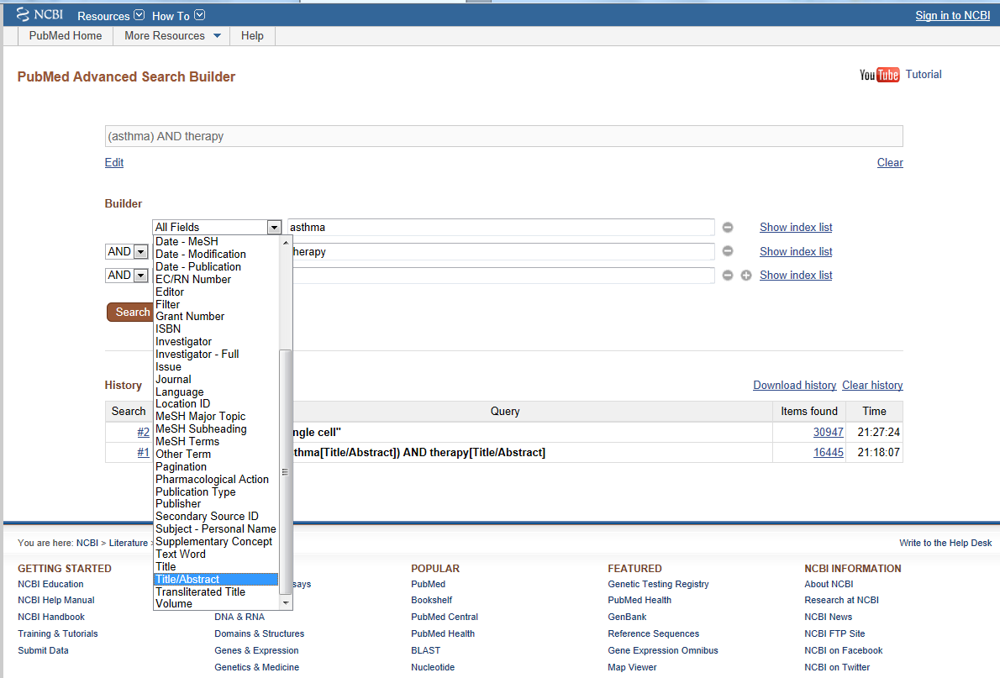 NCBI Resources How To Sign in to NCBI
PubMed Home More Resources Help
PubMed Advanced Search Builder
You Tube Tutorial
(asthma) AND therapy
Edit Clear
Builder
All Fields asthma Show index list
AND herapy Show index list
AND Show index list
Date - MeSH
Date - Modification
Date - Publication
EC/RN Number
Editor
Filter
Grant Number
ISBN
Investigator
Investigator - Full
Issue
Journal
Language
Location ID
MeSH Major Topic
MeSH Subheading
MeSH Terms
Other Term
Pagination
Pharmacological Action
Publication Type
Publisher
Secondary Source ID
Subject - Personal Name
Supplementary Concept
Text Word
Title
Title/Abstract
Transliterated Title
Volume
Search
History Download history Clear history
Search Query Items found Time
#2 ngle cell" 30947 21:27:24
#1 thma[Title/Abstract]) AND therapy[Title/Abstract] 16445 21:18:07
You are here: NCBI > Literature > Write to the Help Desk
GETTING STARTED
NCBI Education
NCBI Help Manual
NCBI Handbook
Training & Tutorials
Submit Data
says
DNA & RNA
Domains & Structures
Genes & Expression
Genetics & Medicine
POPULAR
PubMed
Bookshelf
PubMed Central
PubMed Health
BLAST
Nucleotide
FEATURED
Genetic Testing Registry
PubMed Health
GenBank
Reference Sequences
Gene Expression Omnibus
Map Viewer
NCBI INFORMATION
About NCBI
Research at NCBI
NCBI News
NCBI FTP Site
NCBI on Facebook
NCBI on Twitter